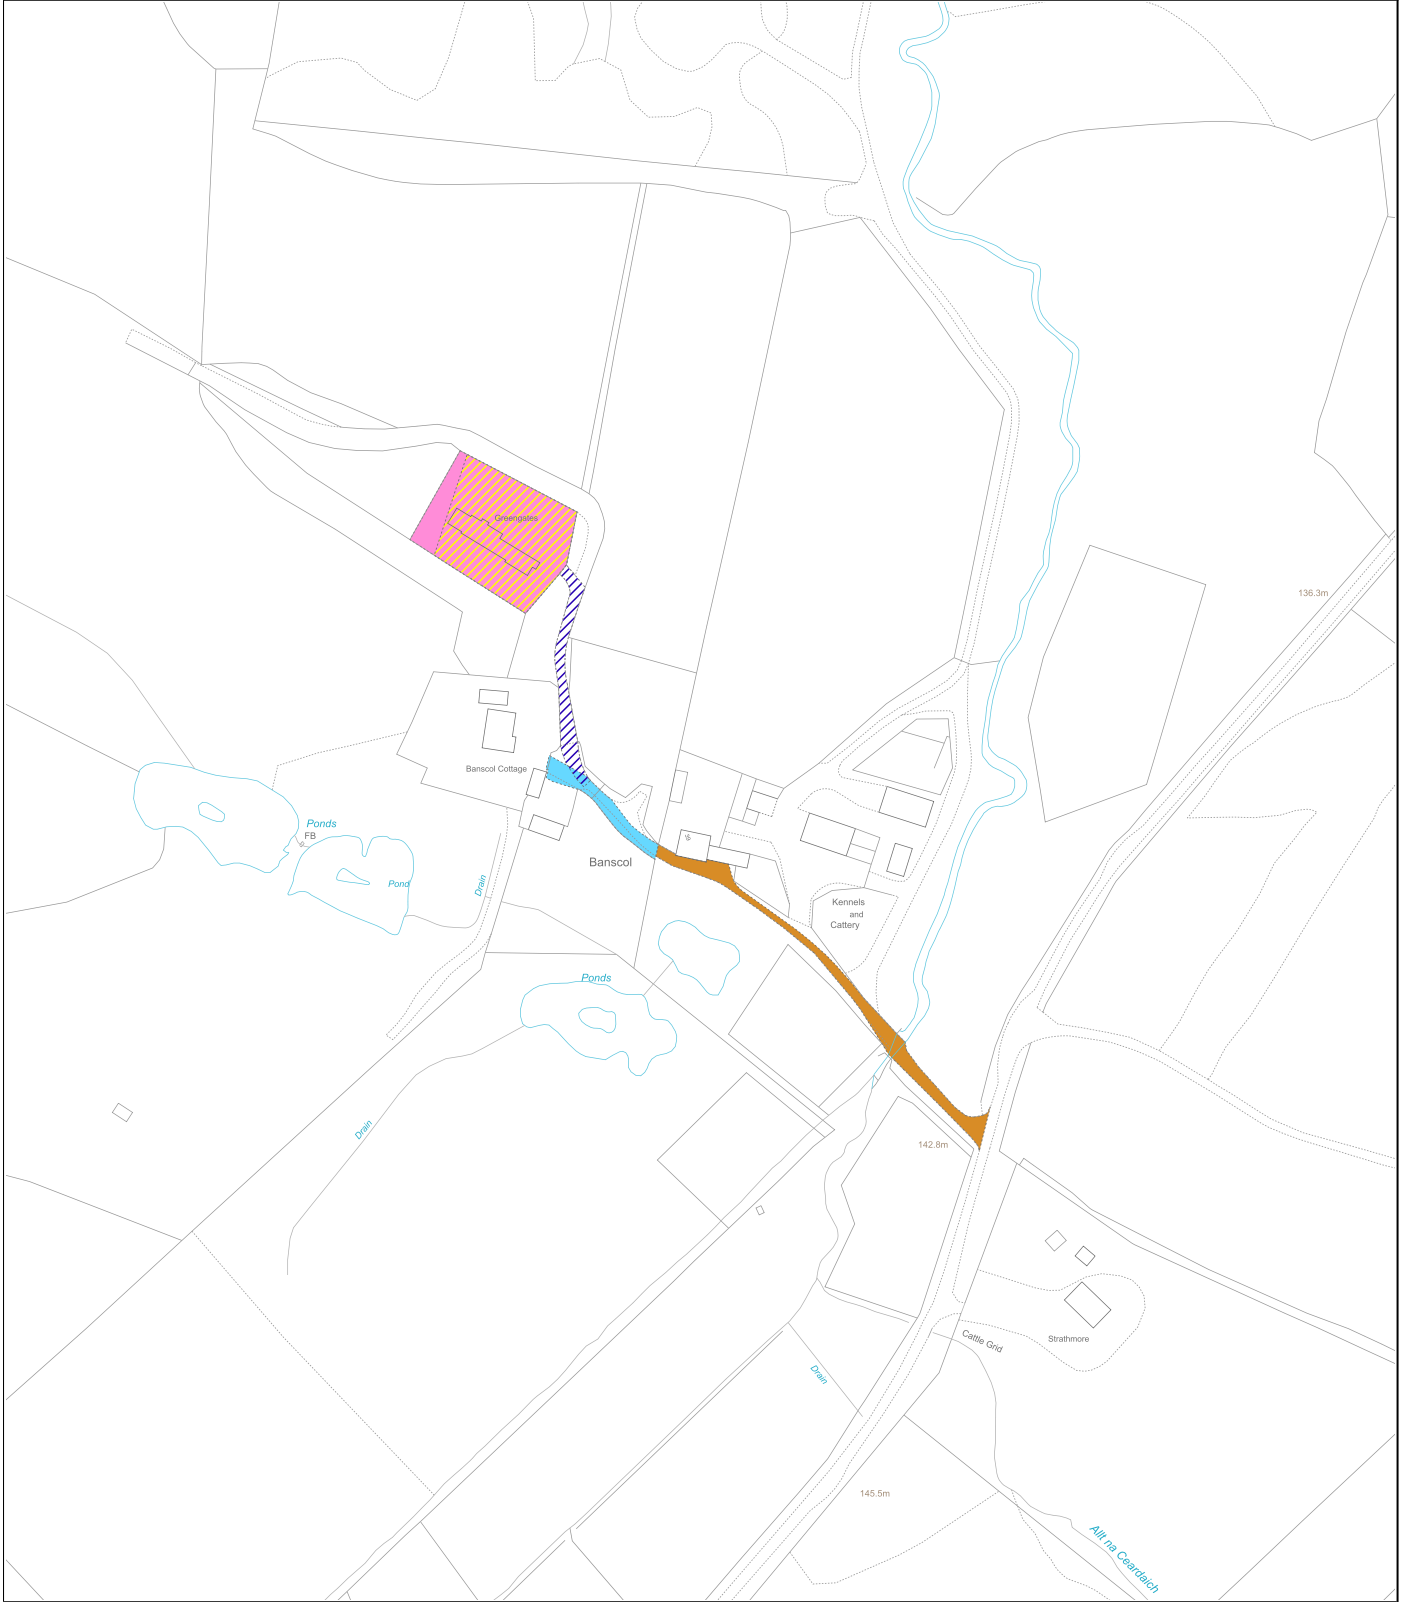 Greengates
136.3m
Banscol Cottage
Ponds
FB
Pond
Drain
Banscol
Kennels
and
Cattery
Ponds
Drain
142.8m
Strathmore
Cattle Grid
Drain
145.5m
Allt na Ceardaich